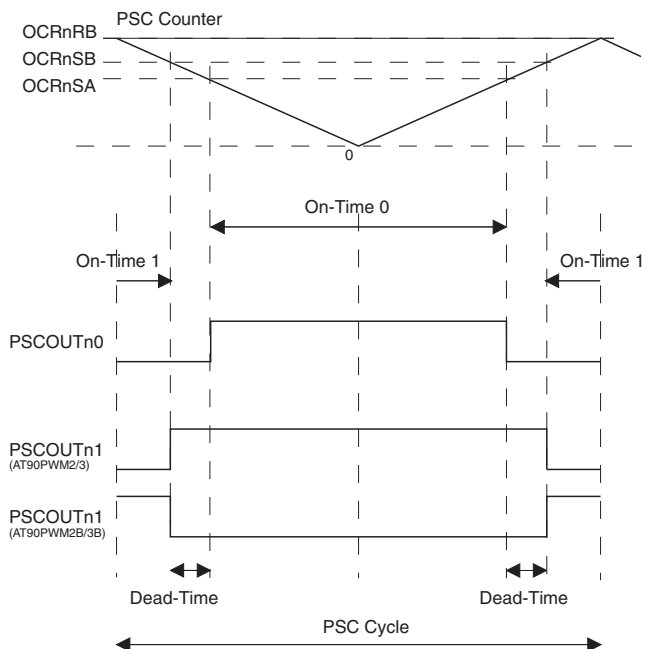 PSC Counter
OCRnRB
OCRnSB
OCRnSA
0
On-Time 0
On-Time 1
On-Time 1
PSCOUTn0
PSCOUTn1
(AT90PWM2/3)
PSCOUTn1
(AT90PWM2B/3B)
Dead-Time
Dead-Time
PSC Cycle